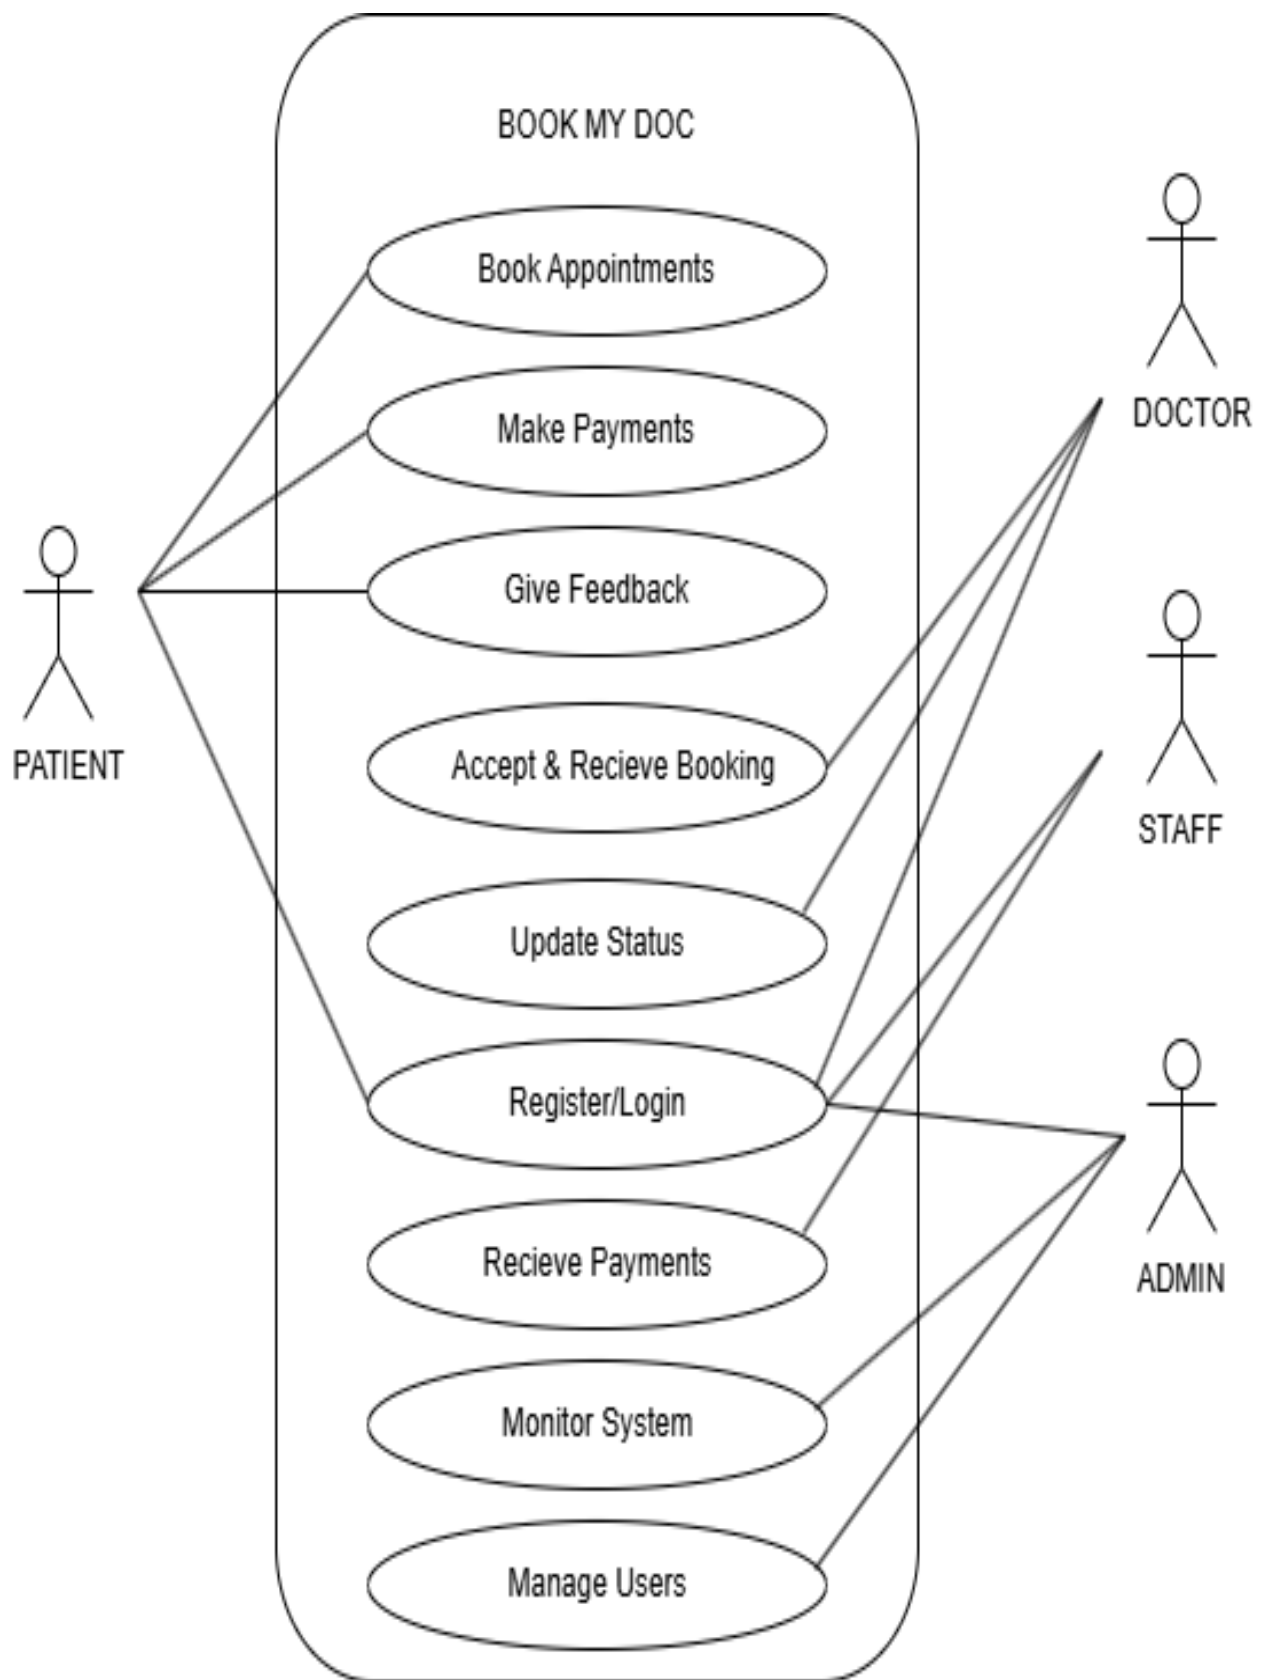 BOOK MY DOC
Book Appointments
Make Payments
Give Feedback
Accept & Recieve Booking
Update Status
Register/Login
Recieve Payments
Monitor System
Manage Users
PATIENT
DOCTOR
STAFF
ADMIN